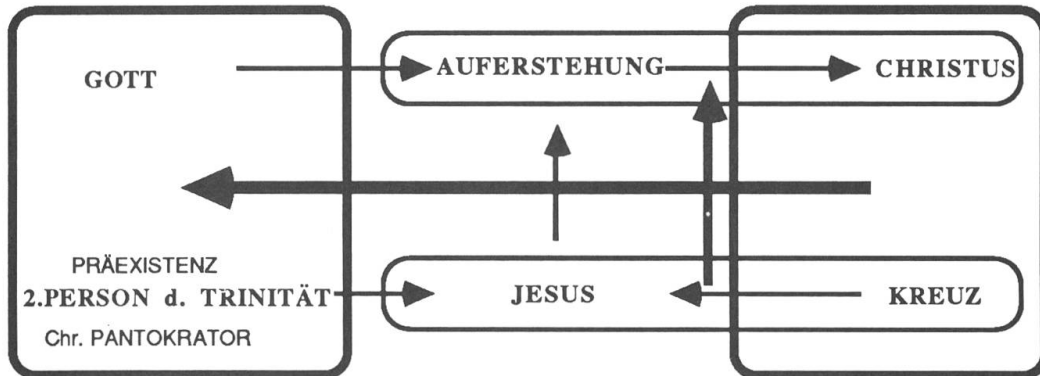 GOTT
AUFERSTEHUNG
CHRISTUS
PRÄEXISTENZ
2.PERSON d. TRINITÄT
JESUS
KREUZ
Chr. PANTOKRATOR